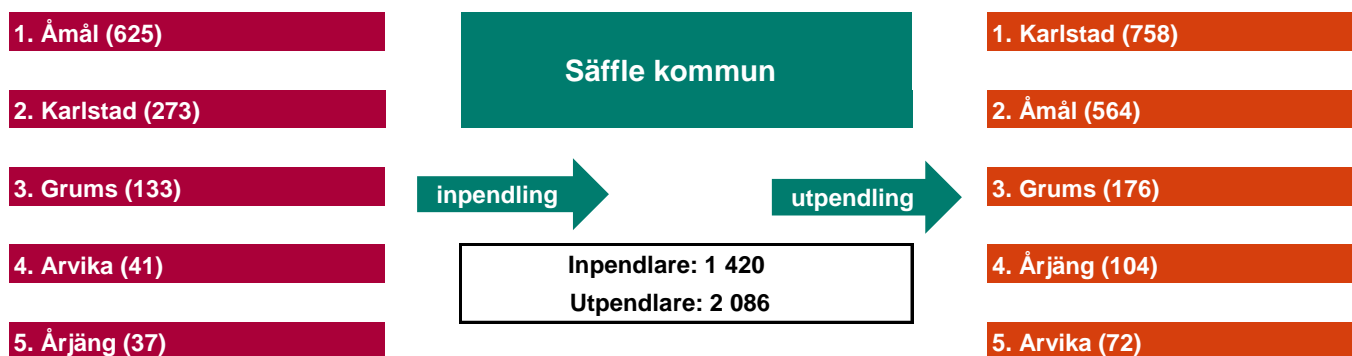 1. Åmål (625)
2. Karlstad (273)
3. Grums (133)
4. Arvika (41)
5. Årjäng (37)
Säffle kommun
inpendling
utpendling
Inpendlare: 1 420
Utpendlare: 2 086
1. Karlstad (758)
2. Åmål (564)
3. Grums (176)
4. Årjäng (104)
5. Arvika (72)